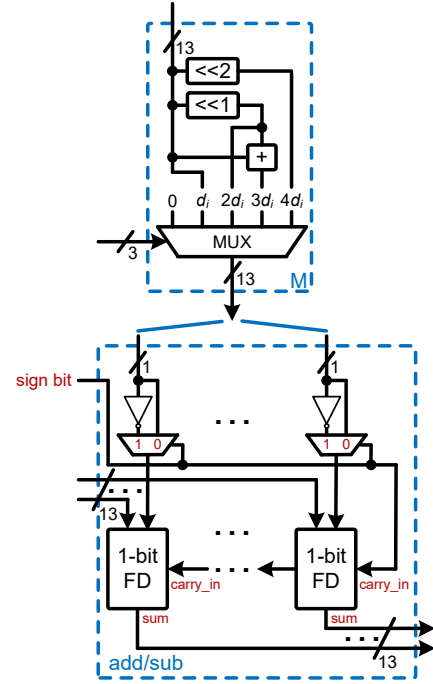 13
<<2
<<1
+
0 dᵢ 2dᵢ 3dᵢ 4dᵢ
MUX
3
13
M
1 1
sign bit
...
1 0 1 0
...
13
...
1-bit FD 1-bit FD
carry_in ... carry_in
sum sum
...
13
add/sub